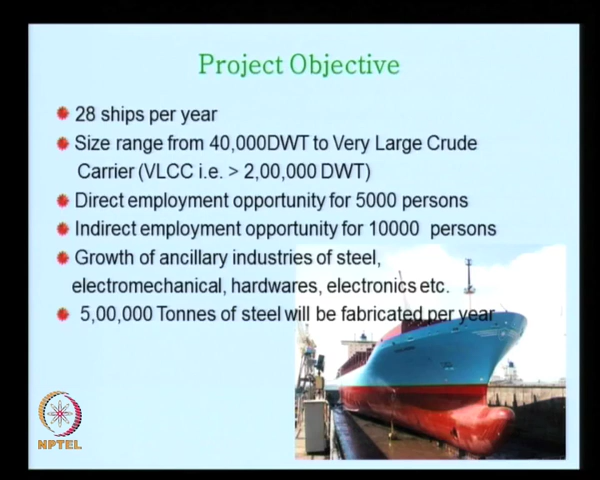 Project Objective
28 ships per year
Size range from 40,000DWT to Very Large Crude
Carrier (VLCC i.e. > 2,00,000 DWT)
Direct employment opportunity for 5000 persons
Indirect employment opportunity for 10000 persons
Growth of ancillary industries of steel,
electromechanical, hardwares, electronics etc.
5,00,000 Tonnes of steel will be fabricated per year
NPTEL